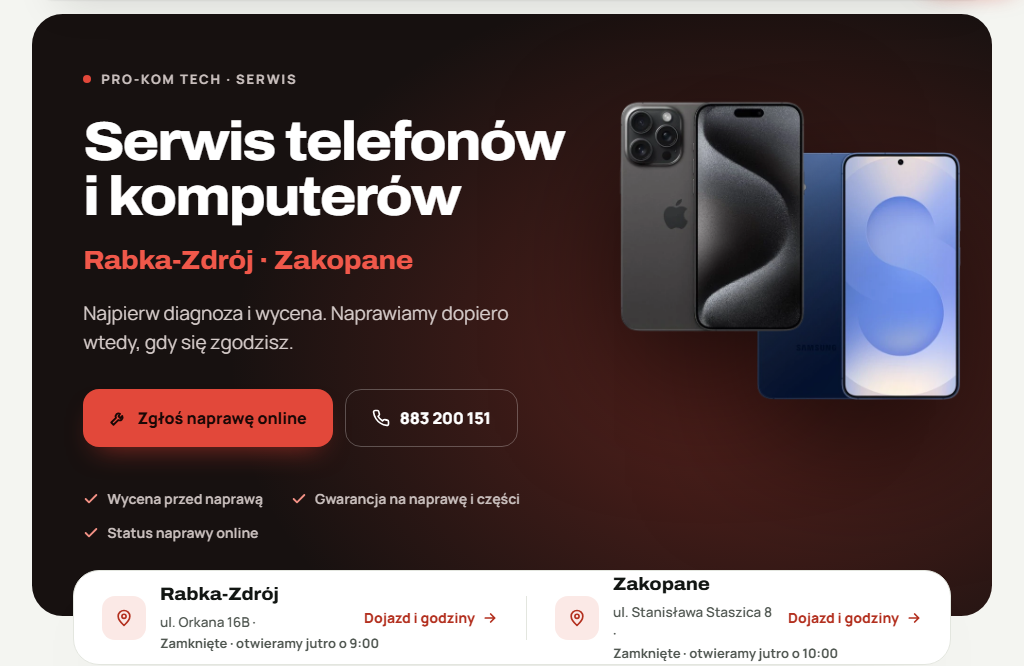 PRO-KOM TECH · SERWIS
Serwis telefonów
i komputerów
Rabka-Zdrój · Zakopane
Najpierw diagnoza i wycena. Naprawiamy dopiero
wtedy, gdy się zgodzisz.
Zgłoś naprawę online
883 200 151
Wycena przed naprawą
Gwarancja na naprawę i części
Status naprawy online
SAMSUNG
Rabka-Zdrój
ul. Orkana 16B ·
Zamknięte · otwieramy jutro o 9:00
Dojazd i godziny →
Zakopane
ul. Stanisława Staszica 8
·
Zamknięte · otwieramy jutro o 10:00
Dojazd i godziny →